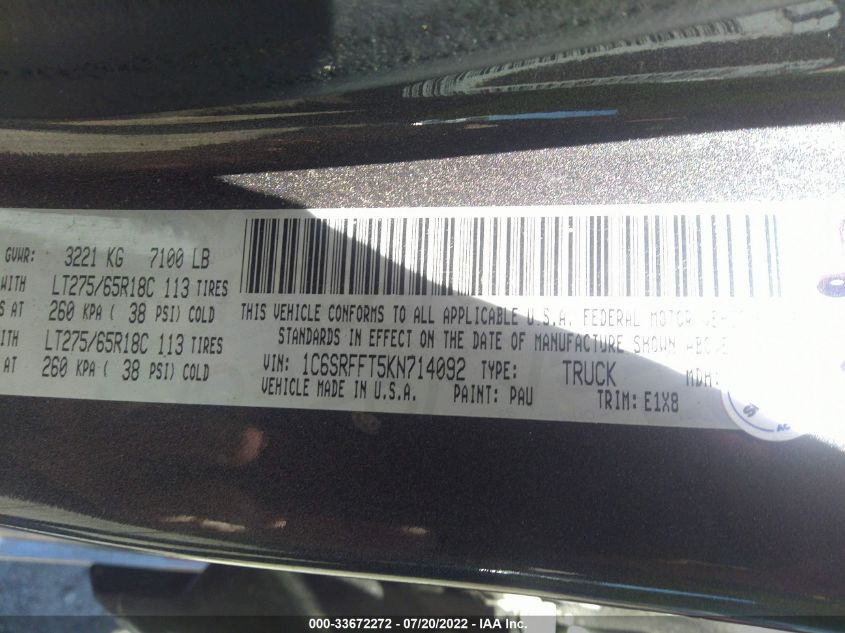 GVWR: 3221 KG 7100 LB
WITH LT275/65R18C 113 TIRES
S AT 260 KPA ( 38 PSI) COLD
WITH LT275/65R18C 113 TIRES
AT 260 KPA ( 38 PSI) COLD
THIS VEHICLE CONFORMS TO ALL APPLICABLE U.S.A. FEDERAL MOTOR
STANDARDS IN EFFECT ON THE DATE OF MANUFACTURE SHOWN ABOVE
VIN: 1C6SRFFT5KN714092 TYPE: TRUCK MDH:
VEHICLE MADE IN U.S.A. PAINT: PAU TRIM: E1X8
000-33672272 - 07/20/2022 - IAA Inc.